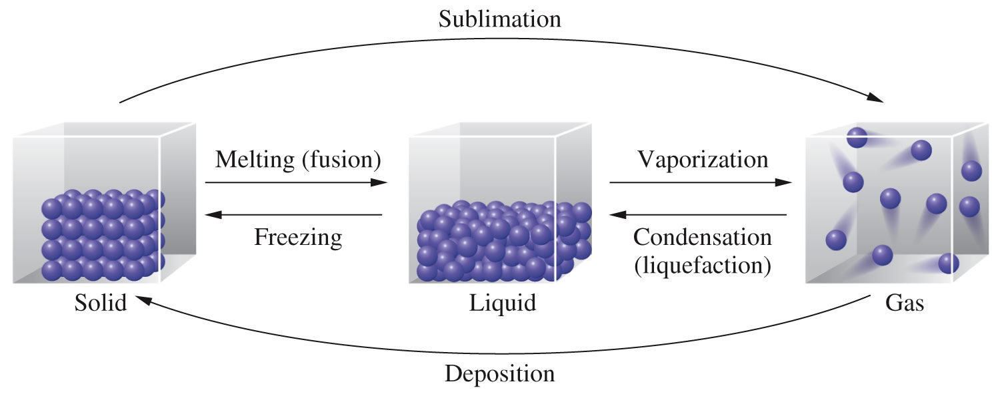 Sublimation
Melting (fusion)
Vaporization
Freezing
Condensation
(liquefaction)
Solid
Liquid
Gas
Deposition